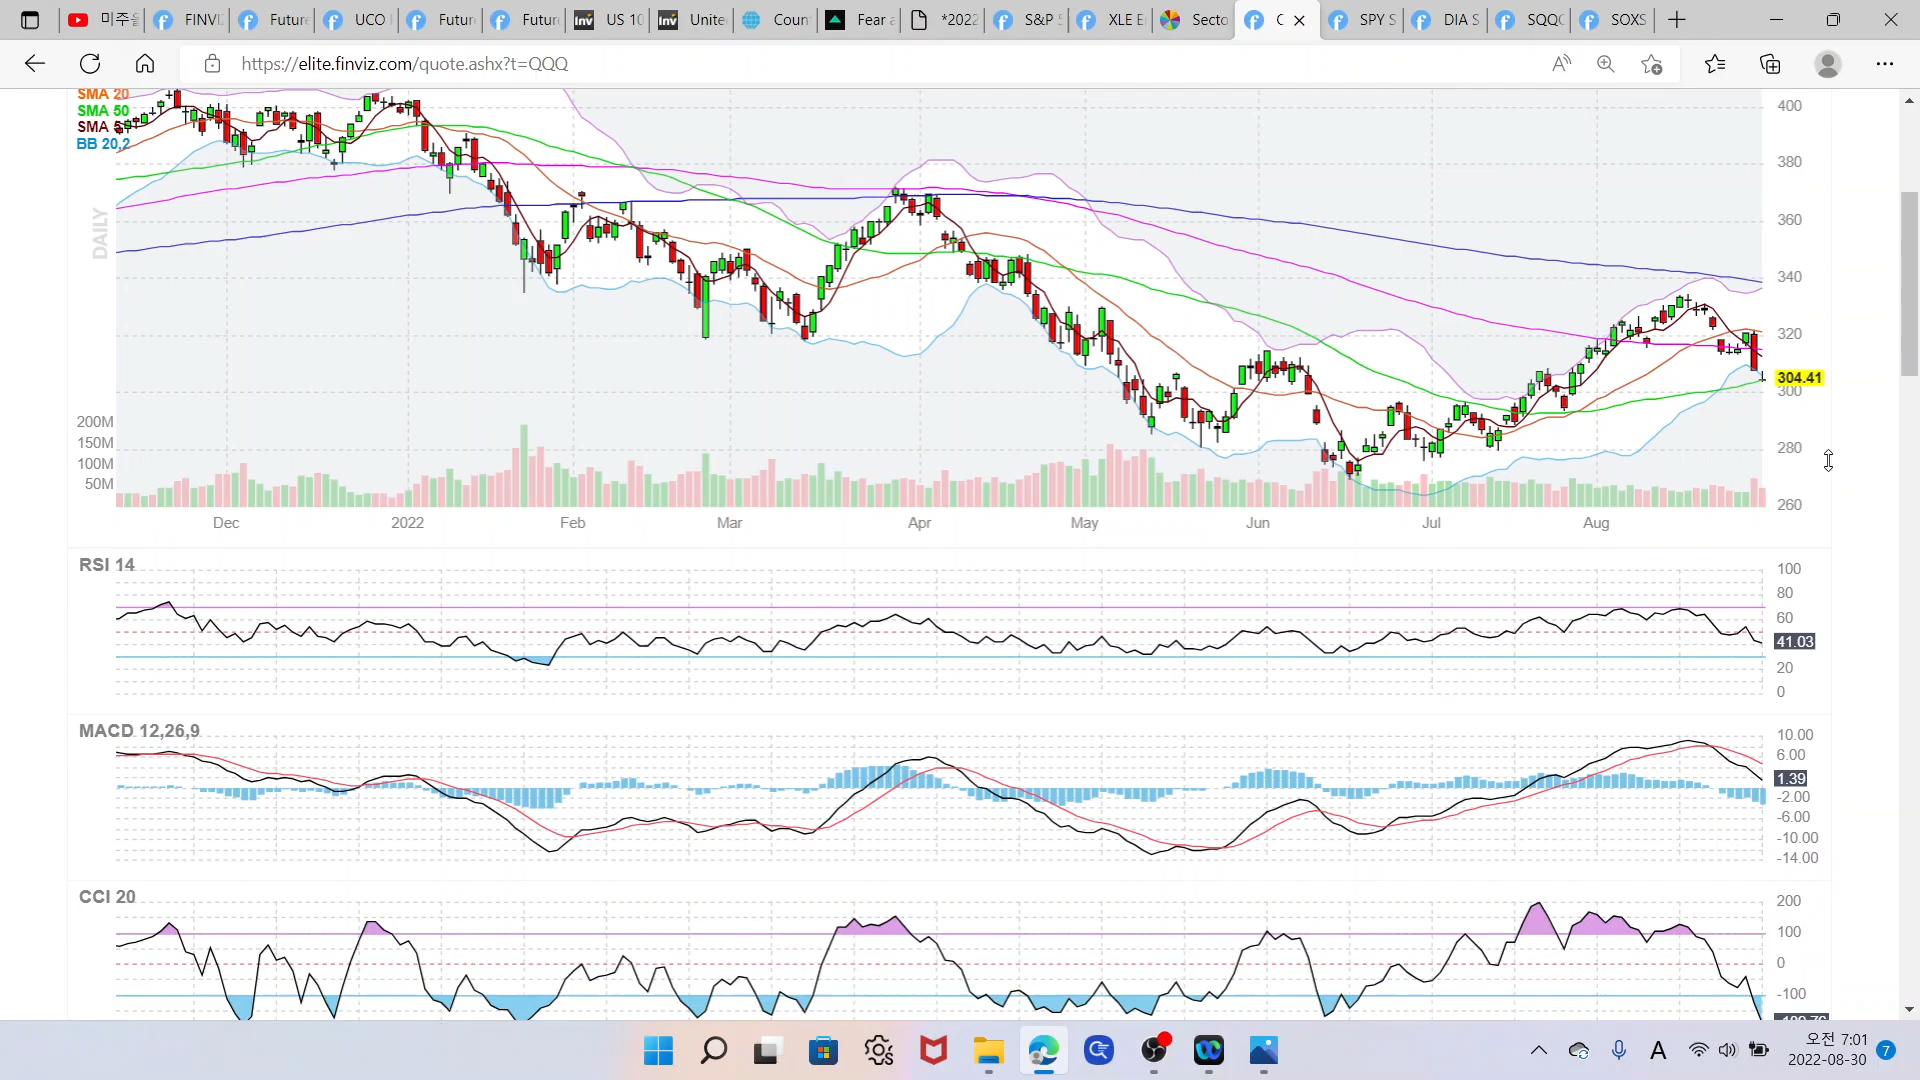 미주
FINVI
Future
UCO
Futur
Futur
US 10
Unite
Coun
Fear a
*2022
S&P
XLE E
Secto
SPY S
DIA S
SQQQ
SOXS
https://elite.finviz.com/quote.ashx?t=QQQ
SMA 20
SMA 50
SMA 5
BB 20,2
DAILY
400
380
360
340
320
304.41
300
280
260
200M
150M
100M
50M
Dec 2022 Feb Mar Apr May Jun Jul Aug
RSI 14
100
80
60
41.03
20
0
MACD 12,26,9
10.00
6.00
1.39
-2.00
-6.00
-10.00
-14.00
CCI 20
200
100
0
-100
A
오전 7:01
2022-08-30
7